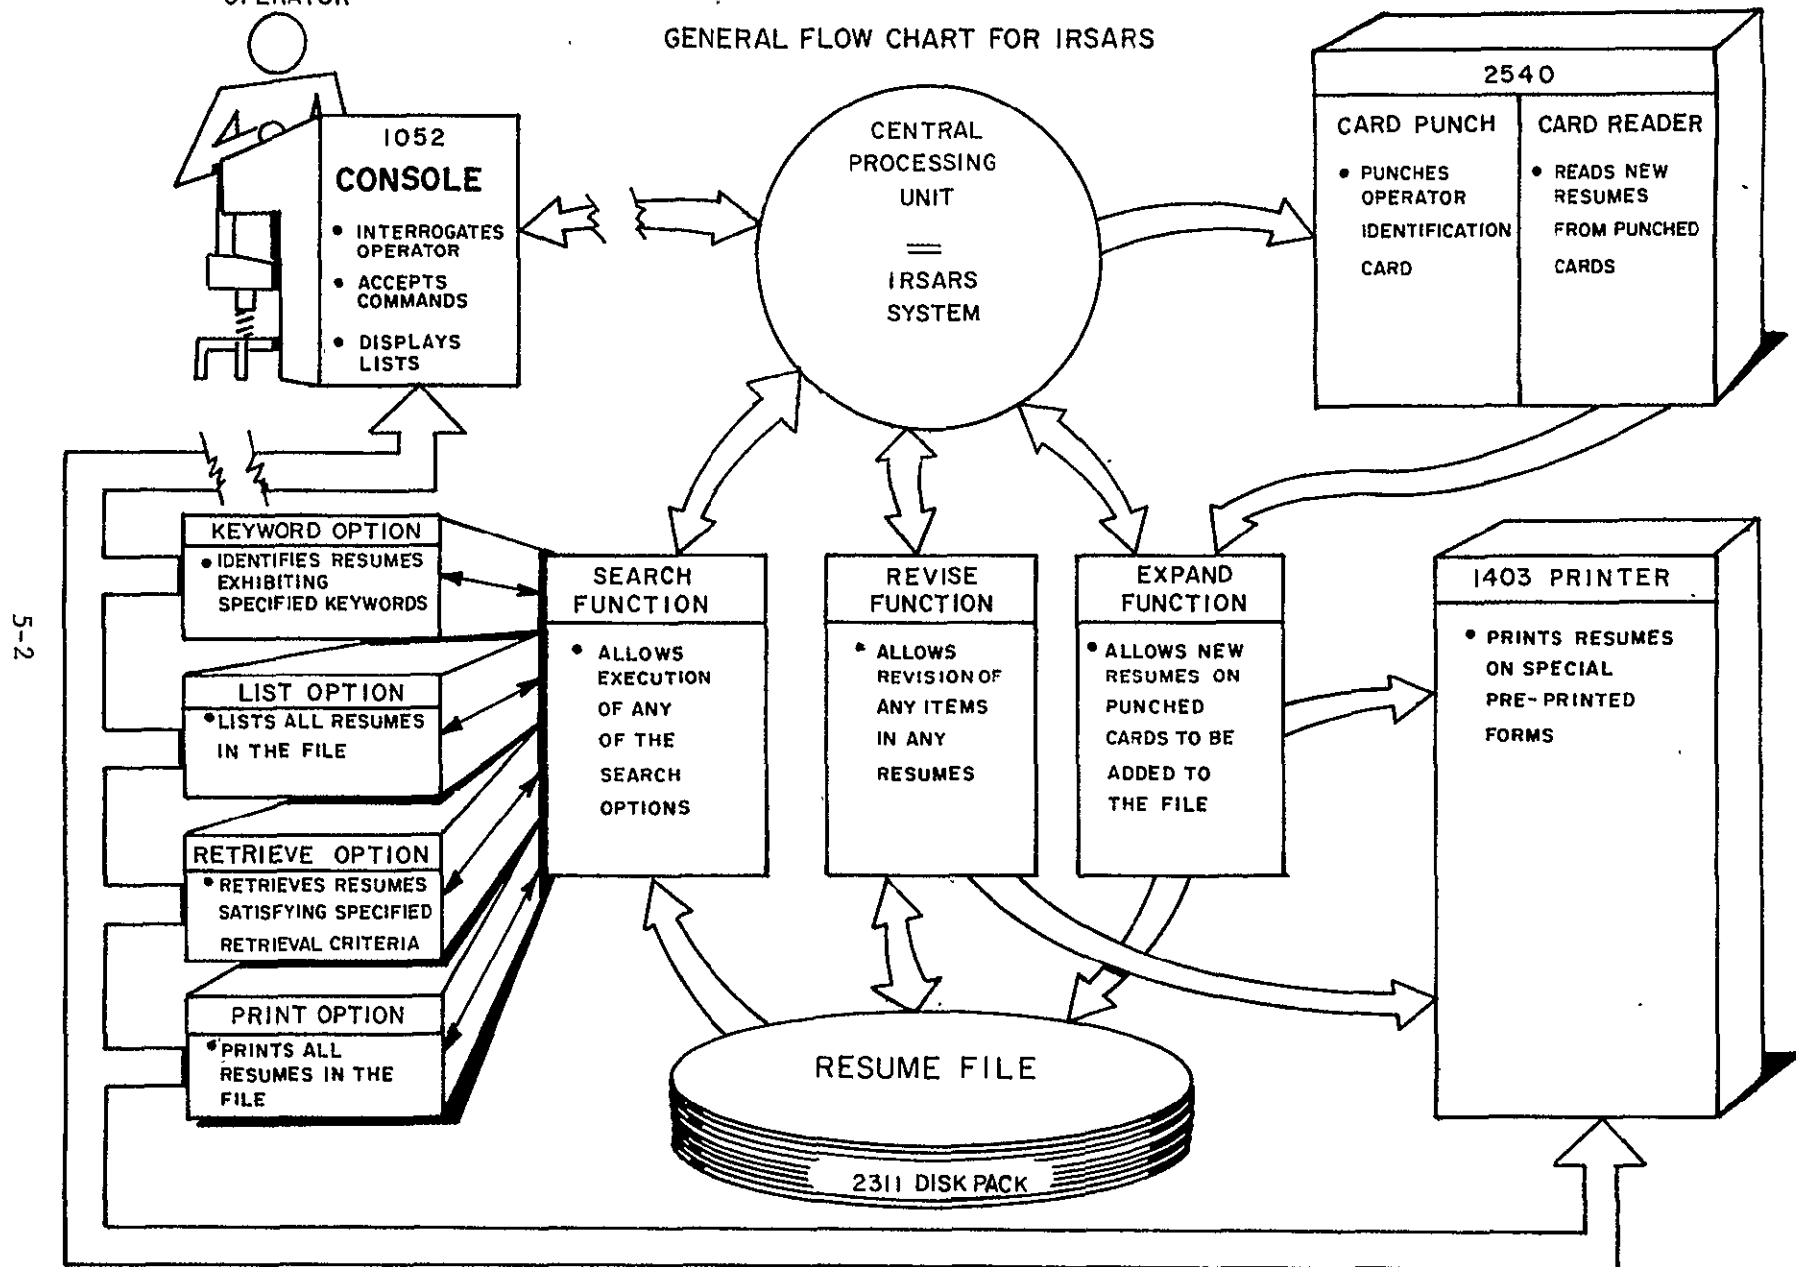 OPERATOR
GENERAL FLOW CHART FOR IRSARS
1052
CONSOLE
• INTERROGATES
OPERATOR
• ACCEPTS
COMMANDS
• DISPLAYS
LISTS
CENTRAL
PROCESSING
UNIT
=
IRSARS
SYSTEM
2540
CARD PUNCH
• PUNCHES
OPERATOR
IDENTIFICATION
CARD
CARD READER
• READS NEW
RESUMES
FROM PUNCHED
CARDS
KEYWORD OPTION
• IDENTIFIES RESUMES
EXHIBITING
SPECIFIED KEYWORDS
LIST OPTION
• LISTS ALL RESUMES
IN THE FILE
RETRIEVE OPTION
• RETRIEVES RESUMES
SATISFYING SPECIFIED
RETRIEVAL CRITERIA
PRINT OPTION
• PRINTS ALL
RESUMES IN THE
FILE
SEARCH
FUNCTION
• ALLOWS
EXECUTION
OF ANY
OF THE
SEARCH
OPTIONS
REVISE
FUNCTION
• ALLOWS
REVISION OF
ANY ITEMS
IN ANY
RESUMES
EXPAND
FUNCTION
• ALLOWS NEW
RESUMES ON
PUNCHED
CARDS TO BE
ADDED TO
THE FILE
1403 PRINTER
• PRINTS RESUMES
ON SPECIAL
PRE-PRINTED
FORMS
RESUME FILE
2311 DISK PACK
5-2